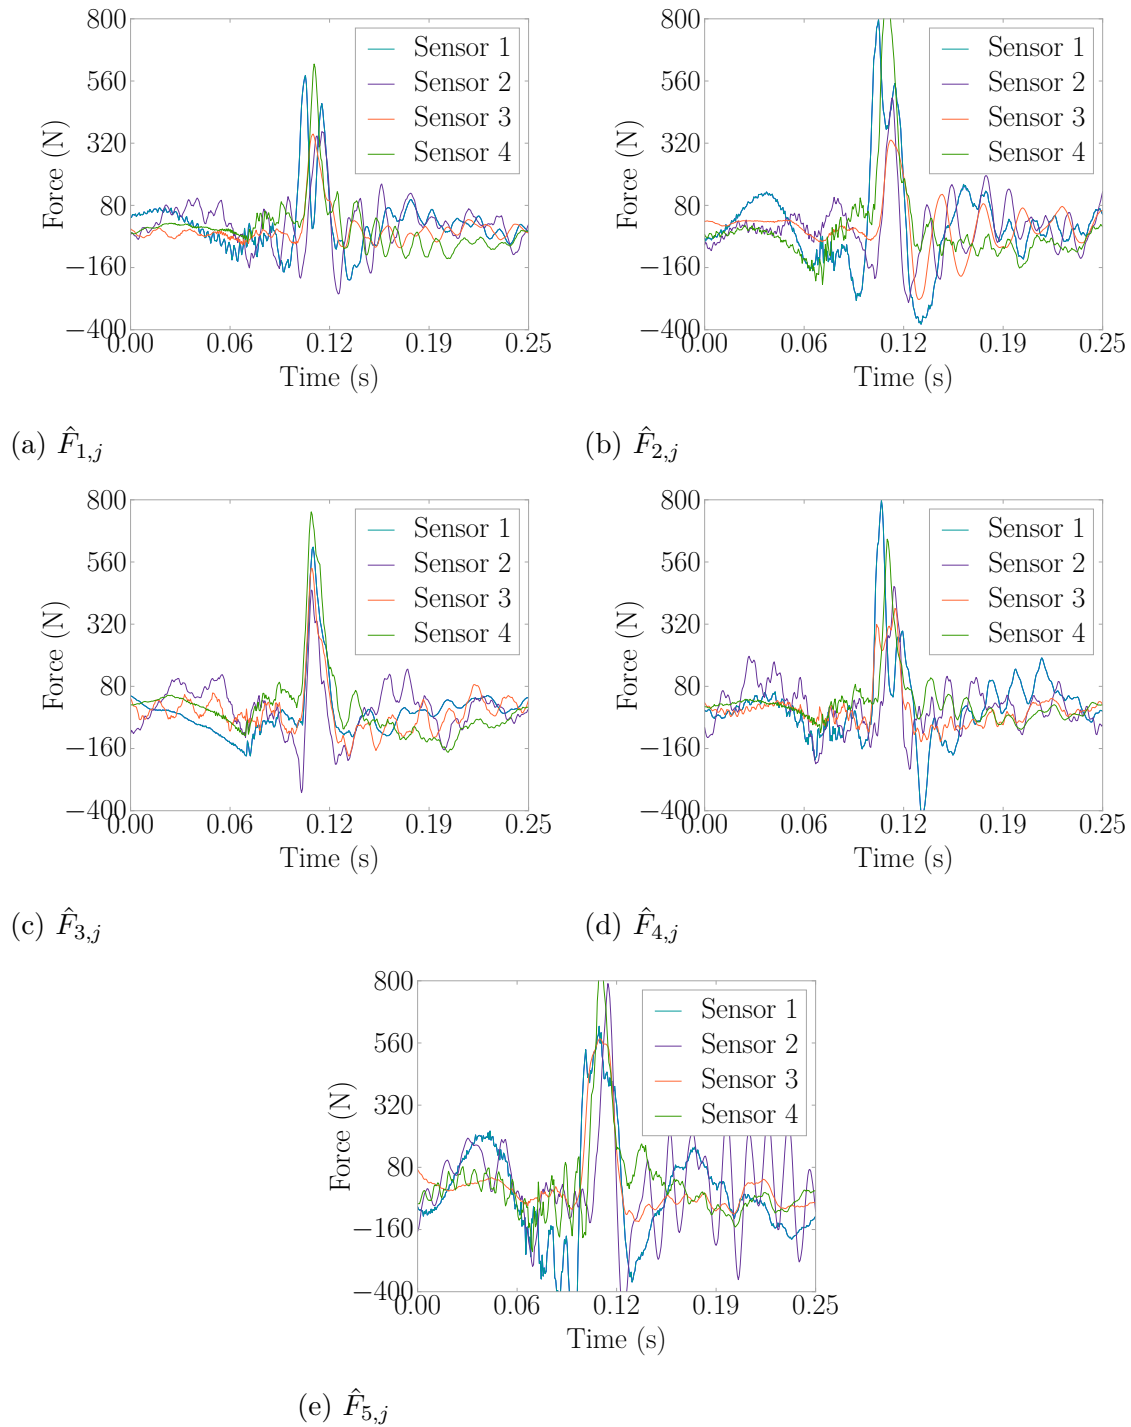 800
560
320
80
−160
−400
Force (N)
0.00 0.06 0.12 0.19 0.25
Time (s)
Sensor 1
Sensor 2
Sensor 3
Sensor 4
(a) F̂1,j
800
560
320
80
−160
−400
Force (N)
0.00 0.06 0.12 0.19 0.25
Time (s)
Sensor 1
Sensor 2
Sensor 3
Sensor 4
(b) F̂2,j
800
560
320
80
−160
−400
Force (N)
0.00 0.06 0.12 0.19 0.25
Time (s)
Sensor 1
Sensor 2
Sensor 3
Sensor 4
(c) F̂3,j
800
560
320
80
−160
−400
Force (N)
0.00 0.06 0.12 0.19 0.25
Time (s)
Sensor 1
Sensor 2
Sensor 3
Sensor 4
(d) F̂4,j
800
560
320
80
−160
−400
Force (N)
0.00 0.06 0.12 0.19 0.25
Time (s)
Sensor 1
Sensor 2
Sensor 3
Sensor 4
(e) F̂5,j